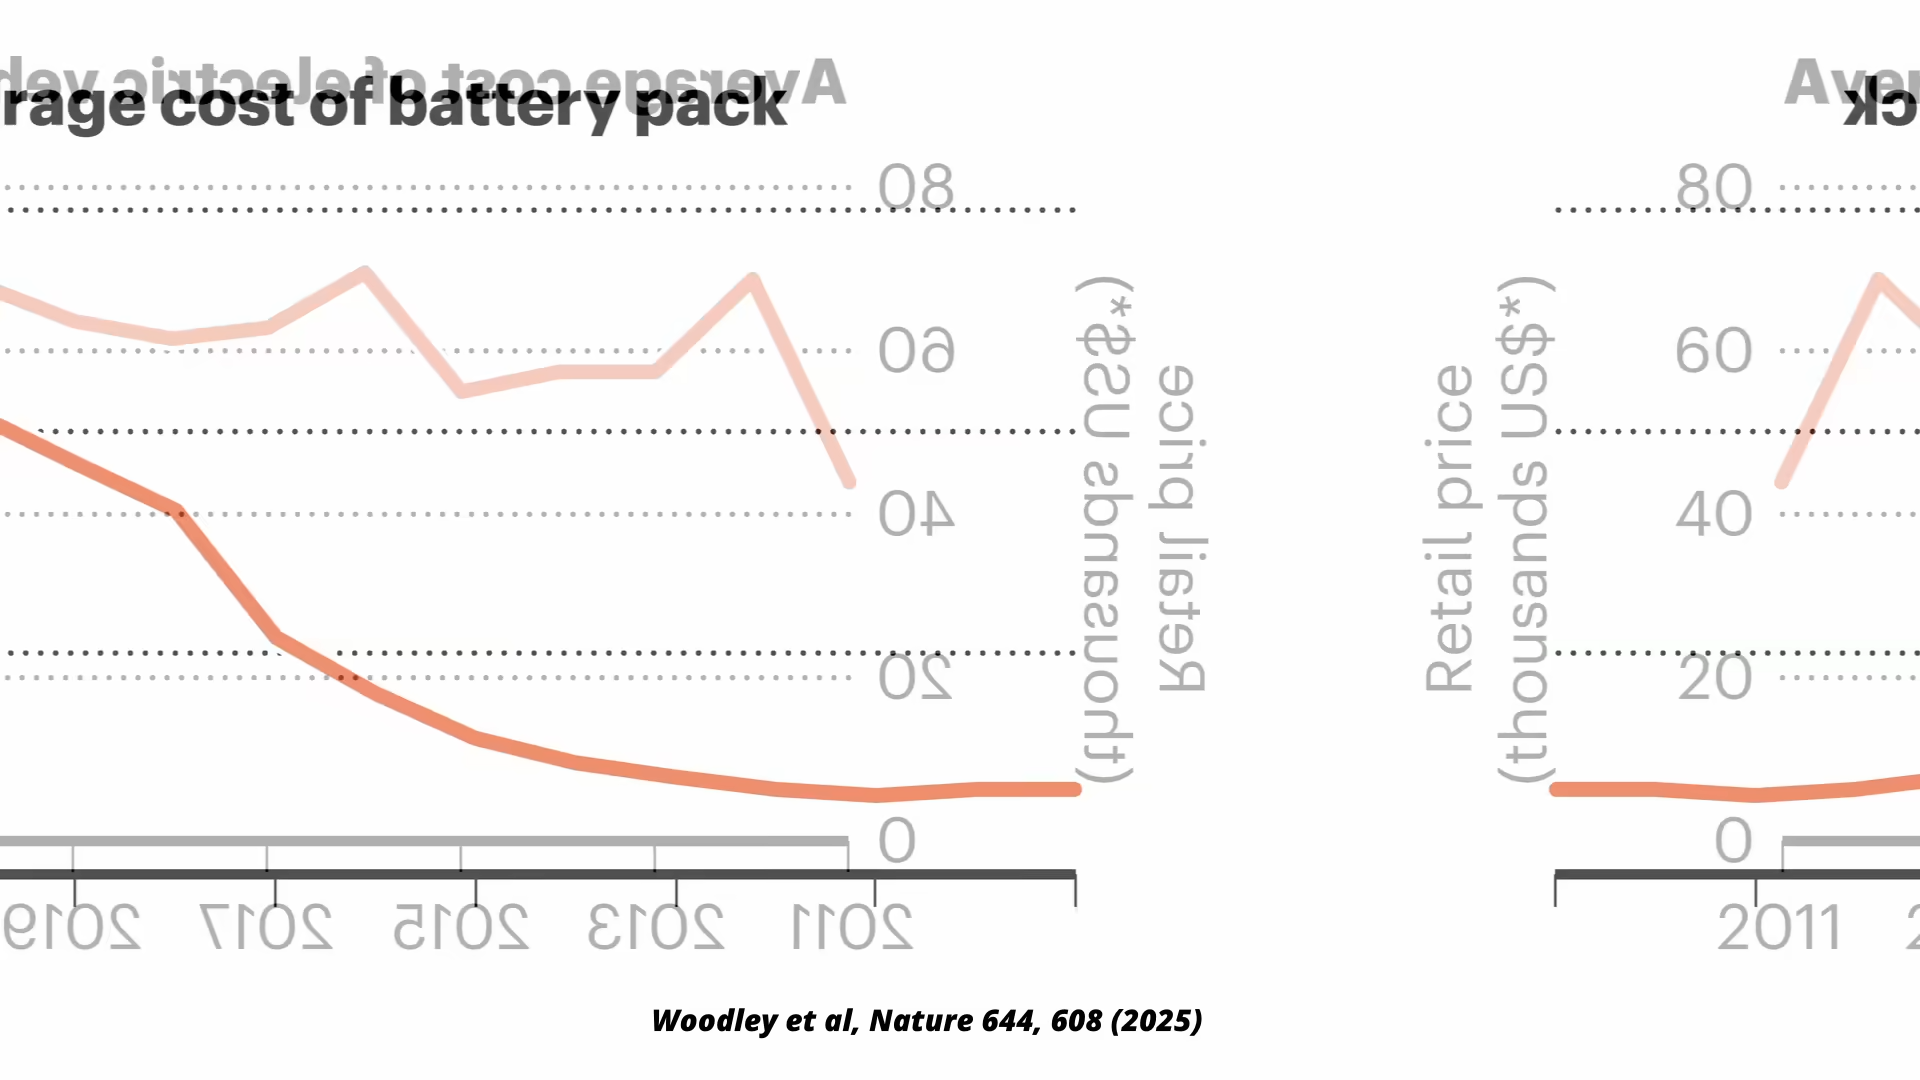 Average cost of electric veh
rage cost of battery pack
Aver
ck
80
60
40
20
0
(thousands US$*)
Retail price
Retail price
(thousands US$*)
80
60
40
20
0
2019
2017
2015
2013
2011
2011
2
Woodley et al, Nature 644, 608 (2025)